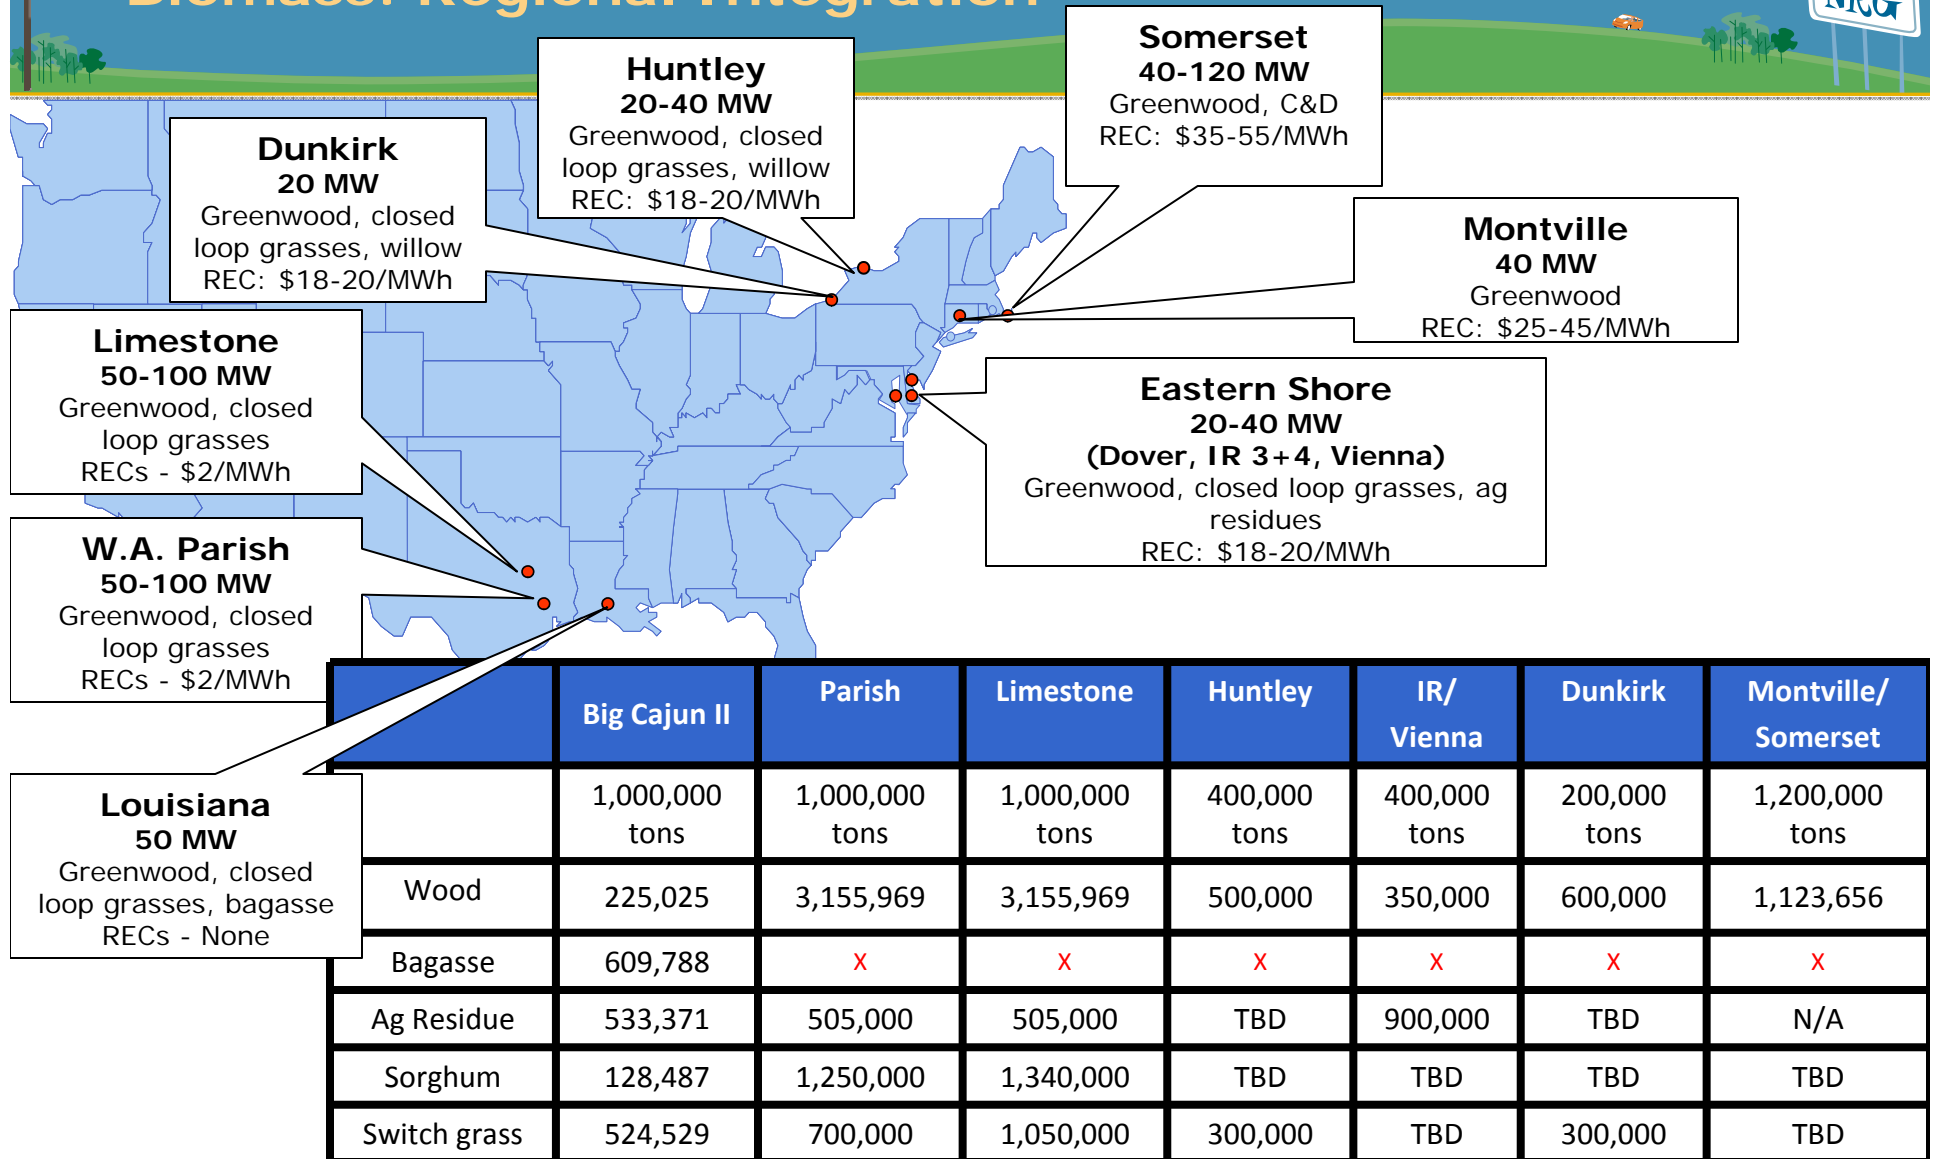 Biomass: Regional Integration
NRG
Somerset
40-120 MW
Greenwood, C&D
REC: $35-55/MWh
Huntley
20-40 MW
Greenwood, closed
loop grasses, willow
REC: $18-20/MWh
Dunkirk
20 MW
Greenwood, closed
loop grasses, willow
REC: $18-20/MWh
Montville
40 MW
Greenwood
REC: $25-45/MWh
Limestone
50-100 MW
Greenwood, closed
loop grasses
RECs - $2/MWh
Eastern Shore
20-40 MW
(Dover, IR 3+4, Vienna)
Greenwood, closed loop grasses, ag
residues
REC: $18-20/MWh
W.A. Parish
50-100 MW
Greenwood, closed
loop grasses
RECs - $2/MWh
Louisiana
50 MW
Greenwood, closed
loop grasses, bagasse
RECs - None
Big Cajun II Parish Limestone Huntley IR/ Vienna Dunkirk Montville/ Somerset
1,000,000 tons 1,000,000 tons 1,000,000 tons 400,000 tons 400,000 tons 200,000 tons 1,200,000 tons
Wood 225,025 3,155,969 3,155,969 500,000 350,000 600,000 1,123,656
Bagasse 609,788 X X X X X X
Ag Residue 533,371 505,000 505,000 TBD 900,000 TBD N/A
Sorghum 128,487 1,250,000 1,340,000 TBD TBD TBD TBD
Switch grass 524,529 700,000 1,050,000 300,000 TBD 300,000 TBD